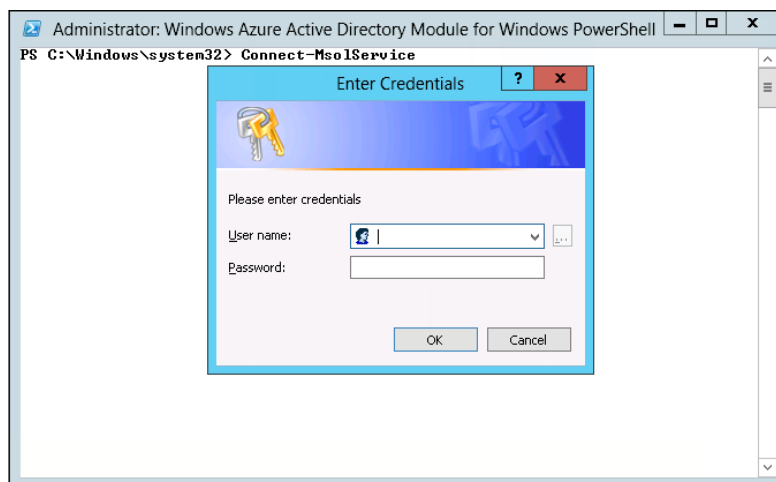 Administrator: Windows Azure Active Directory Module for Windows PowerShell
PS C:\Windows\system32> Connect-MsolService
Enter Credentials
?
x
Please enter credentials
User name:
...
Password:
OK
Cancel